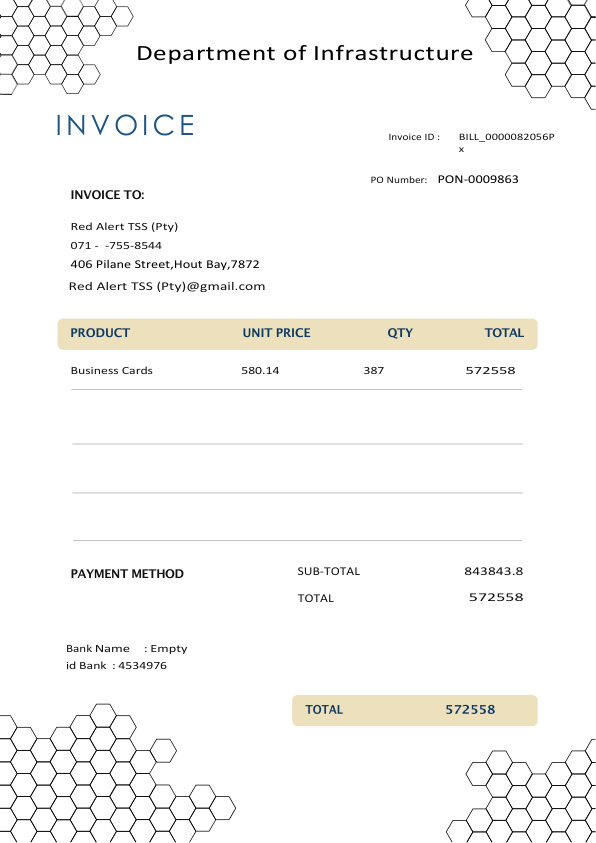 Department of Infrastructure
INVOICE
Invoice ID : BILL_0000082056P
x
PO Number: PON-0009863
INVOICE TO:
Red Alert TSS (Pty)
071 - -755-8544
406 Pilane Street,Hout Bay,7872
Red Alert TSS (Pty)@gmail.com
PRODUCT UNIT PRICE QTY TOTAL
Business Cards 580.14 387 572558
SUB-TOTAL 843843.8
PAYMENT METHOD
TOTAL 572558
Bank Name : Empty
id Bank : 4534976
TOTAL 572558